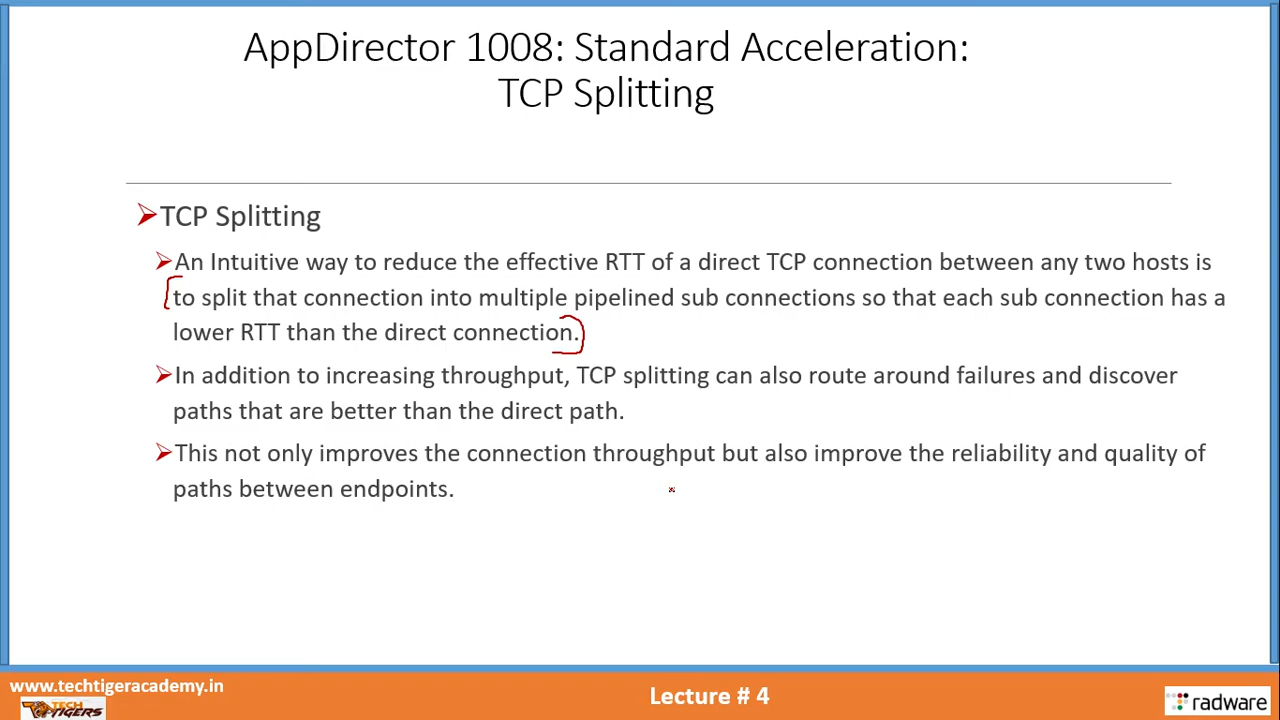 AppDirector 1008: Standard Acceleration:
TCP Splitting
TCP Splitting
An Intuitive way to reduce the effective RTT of a direct TCP connection between any two hosts is
to split that connection into multiple pipelined sub connections so that each sub connection has a
lower RTT than the direct connection.
In addition to increasing throughput, TCP splitting can also route around failures and discover
paths that are better than the direct path.
This not only improves the connection throughput but also improve the reliability and quality of
paths between endpoints.
www.techtigeracademy.in
TECH
TIGERS
Lecture # 4
radware